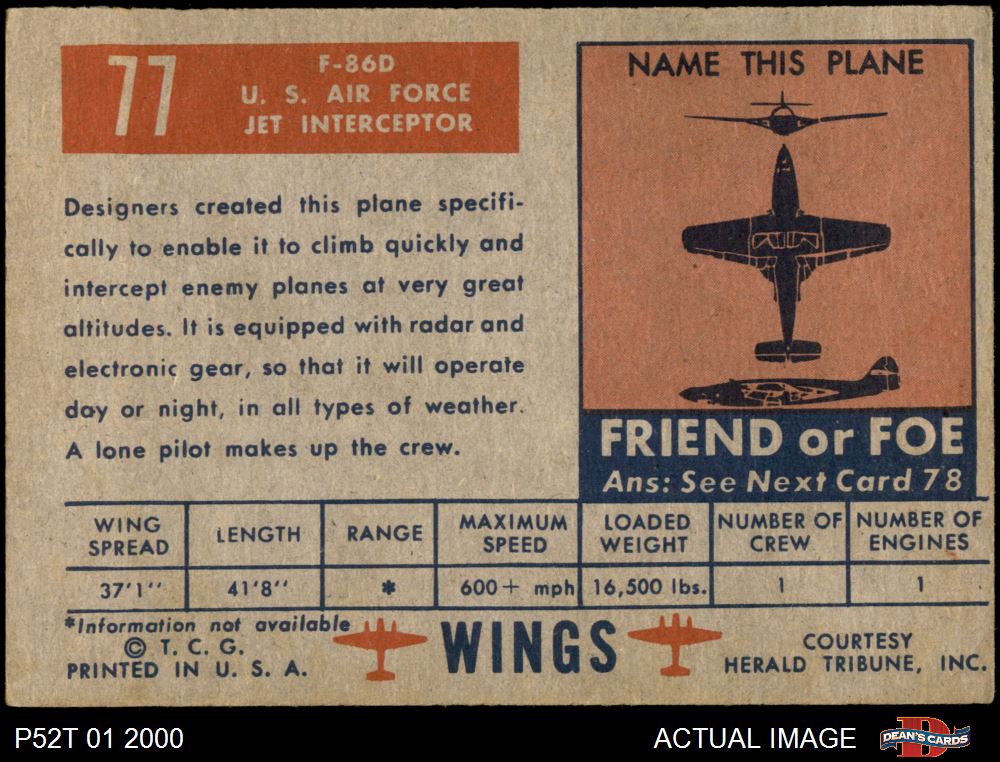 77
F-86D
U. S. AIR FORCE
JET INTERCEPTOR
Designers created this plane specifi-
cally to enable it to climb quickly and
intercept enemy planes at very great
altitudes. It is equipped with radar and
electronic gear, so that it will operate
day or night, in all types of weather.
A lone pilot makes up the crew.
NAME THIS PLANE
FRIEND or FOE
Ans: See Next Card 78
WING SPREAD
LENGTH
RANGE
MAXIMUM SPEED
LOADED WEIGHT
NUMBER OF CREW
NUMBER OF ENGINES
37'1''
41'8''
*
600+ mph
16,500 lbs.
1
1
*Information not available
© T. C. G.
PRINTED IN U. S. A.
WINGS
COURTESY
HERALD TRIBUNE, INC.
P52T 01 2000
ACTUAL IMAGE
D
DEAN'S CARDS